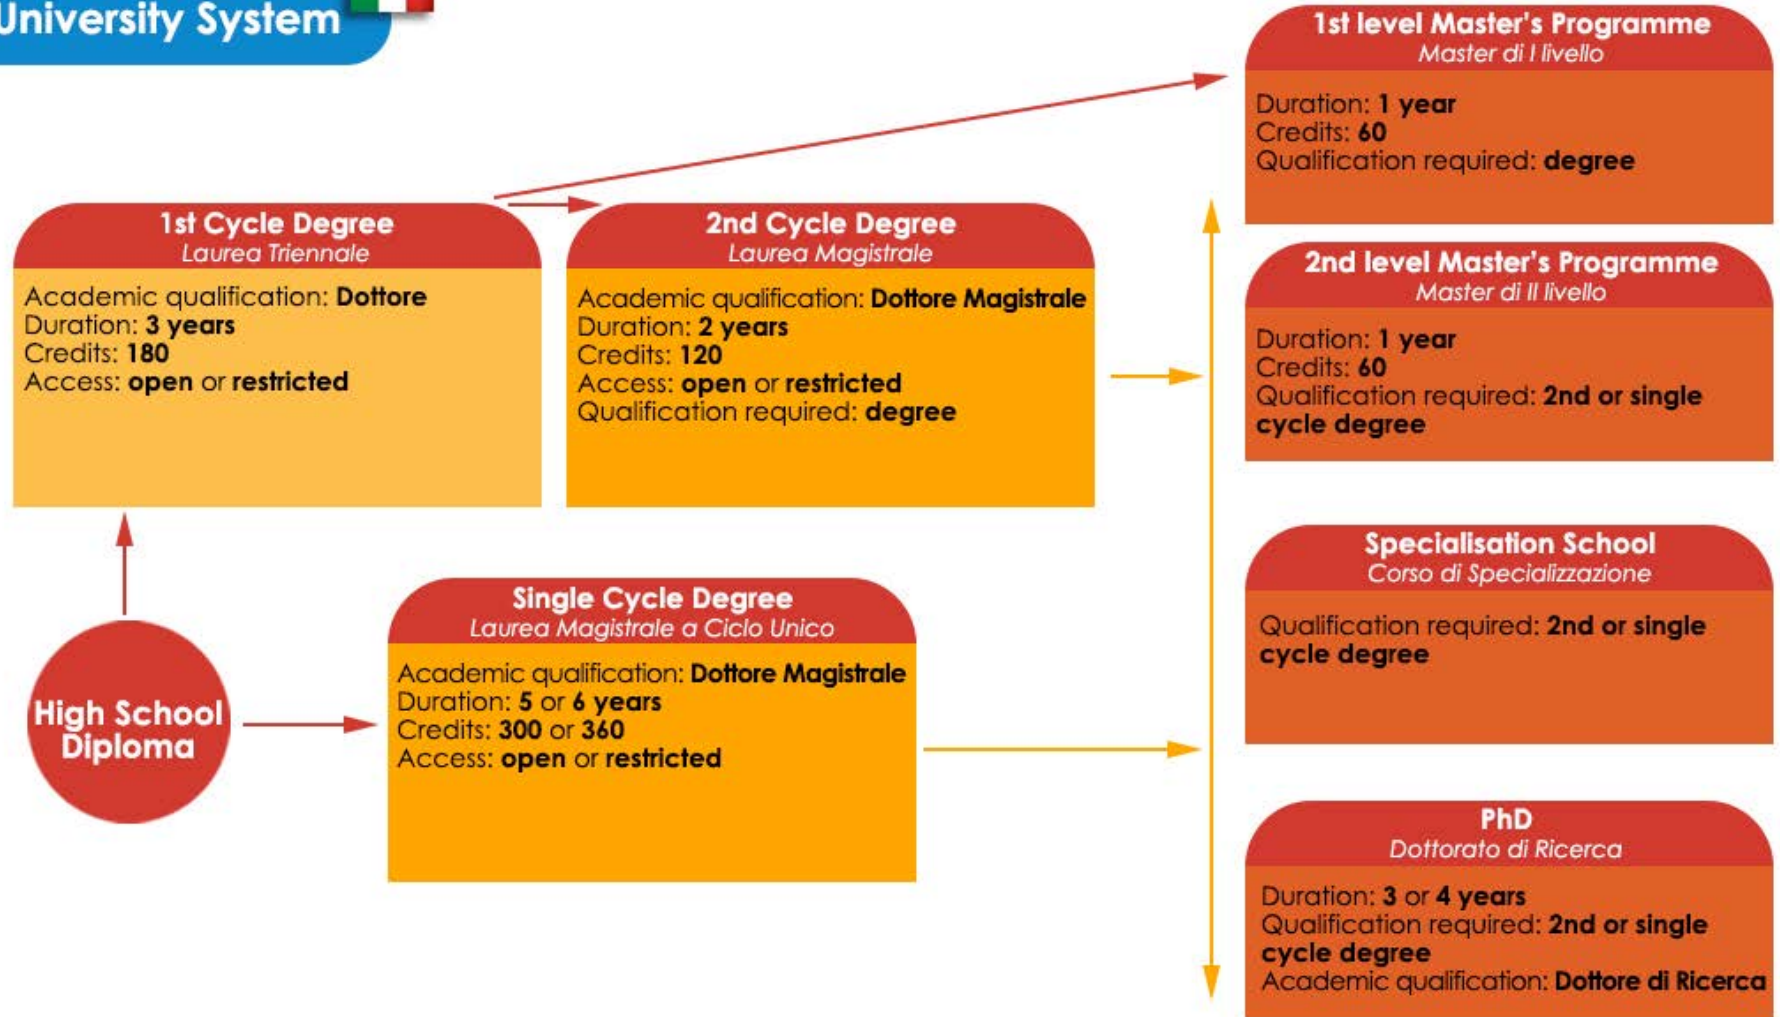 University System
1st level Master's Programme
Master di I livello
Duration: 1 year
Credits: 60
Qualification required: degree
1st Cycle Degree
Laurea Triennale
Academic qualification: Dottore
Duration: 3 years
Credits: 180
Access: open or restricted
2nd Cycle Degree
Laurea Magistrale
Academic qualification: Dottore Magistrale
Duration: 2 years
Credits: 120
Access: open or restricted
Qualification required: degree
2nd level Master's Programme
Master di II livello
Duration: 1 year
Credits: 60
Qualification required: 2nd or single
cycle degree
High School
Diploma
Single Cycle Degree
Laurea Magistrale a Ciclo Unico
Academic qualification: Dottore Magistrale
Duration: 5 or 6 years
Credits: 300 or 360
Access: open or restricted
Specialisation School
Corso di Specializzazione
Qualification required: 2nd or single
cycle degree
PhD
Dottorato di Ricerca
Duration: 3 or 4 years
Qualification required: 2nd or single
cycle degree
Academic qualification: Dottore di Ricerca